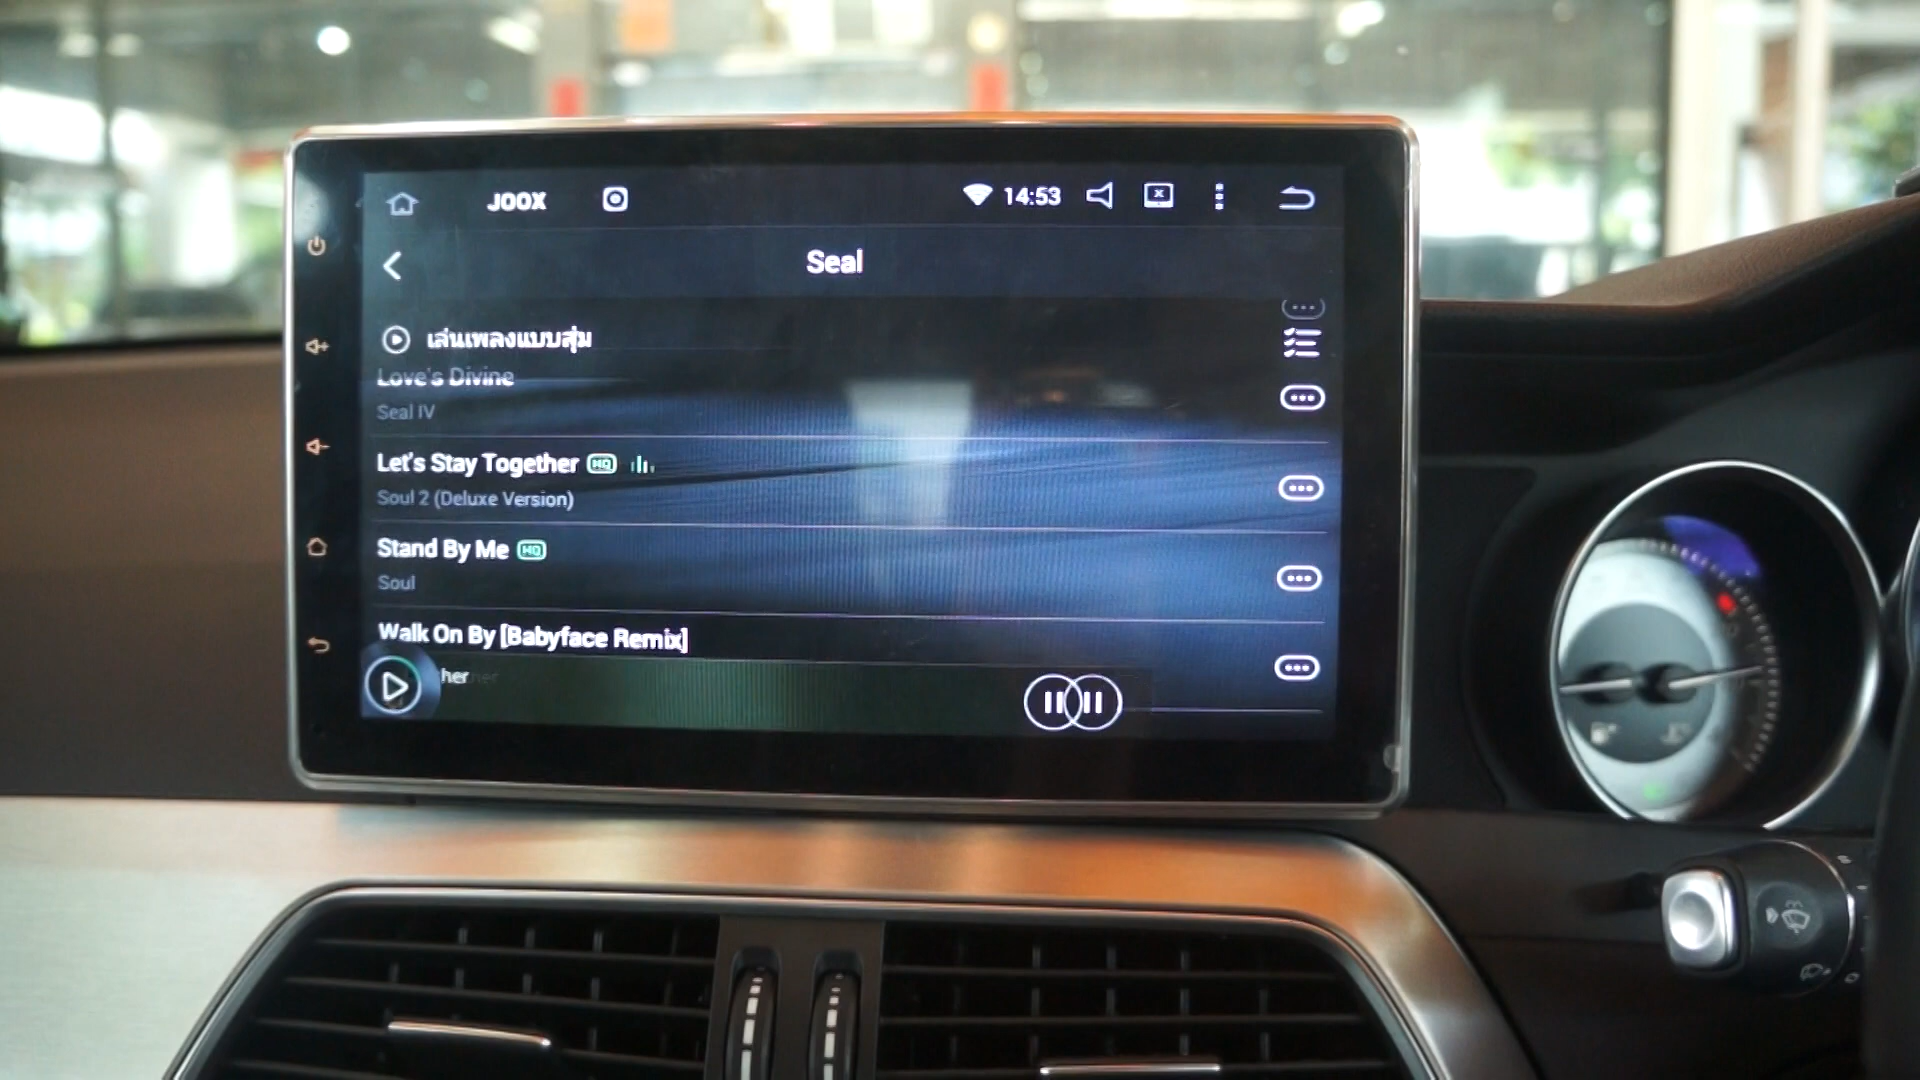 JOOX 14:53
Seal
เล่นเพลงแบบสุ่ม
Love's Divine
Seal IV
Let's Stay Together HQ
Soul 2 (Deluxe Version)
Stand By Me HQ
Soul
Walk On By [Babyface Remix]
her